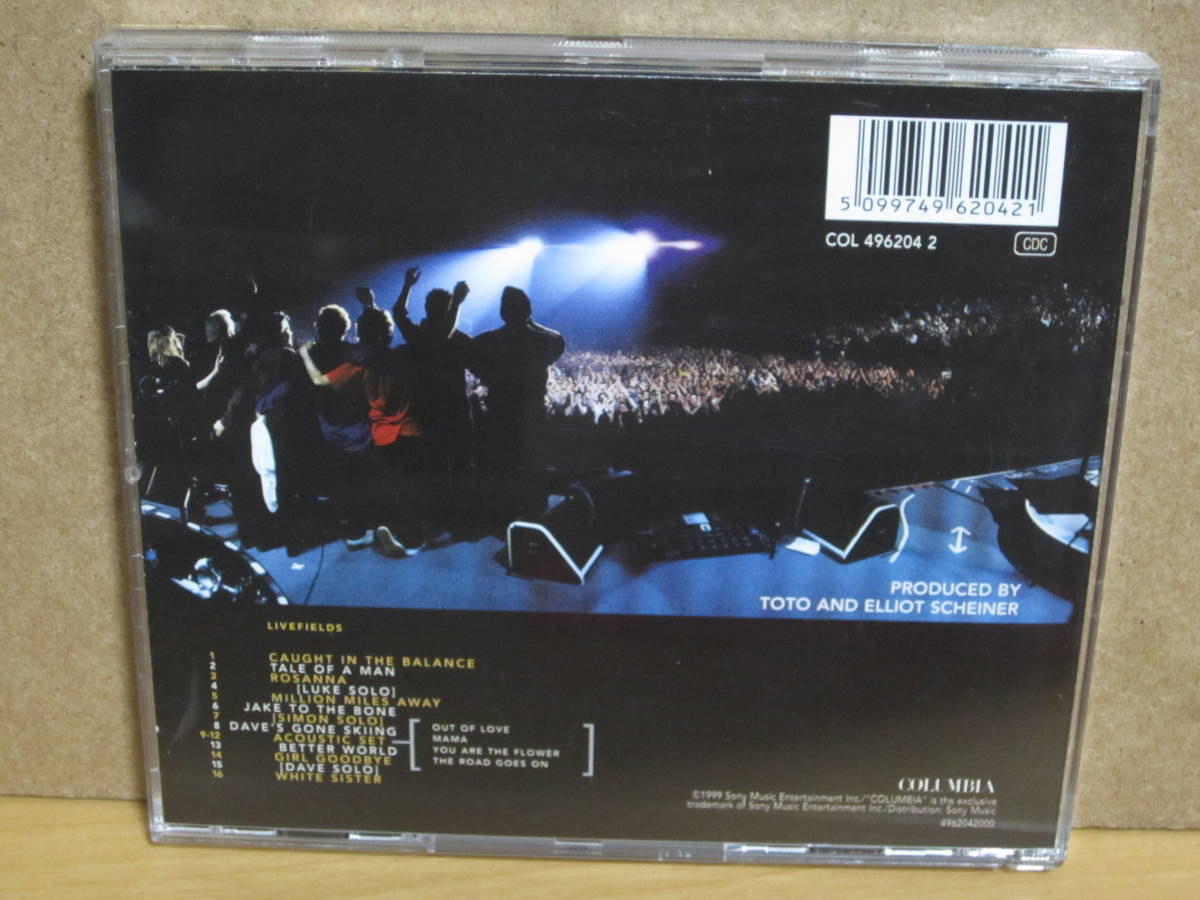 5 099749 620421
COL 496204 2
CDC
PRODUCED BY
TOTO AND ELLIOT SCHEINER
LIVEFIELDS
1 CAUGHT IN THE BALANCE
2 TALE OF A MAN
3 ROSANNA
4 [LUKE SOLO]
5 MILLION MILES AWAY
6 JAKE TO THE BONE
7 [SIMON SOLO]
8 DAVE'S GONE SKIING
9-12 ACOUSTIC SET
OUT OF LOVE
MAMA
YOU ARE THE FLOWER
THE ROAD GOES ON
13 BETTER WORLD
14 GIRL GOODBYE
15 [DAVE SOLO]
16 WHITE SISTER
COLUMBIA
©1999 Sony Music Entertainment Inc./"COLUMBIA" is the exclusive
trademark of Sony Music Entertainment Inc./Distribution: Sony Music
4962042000